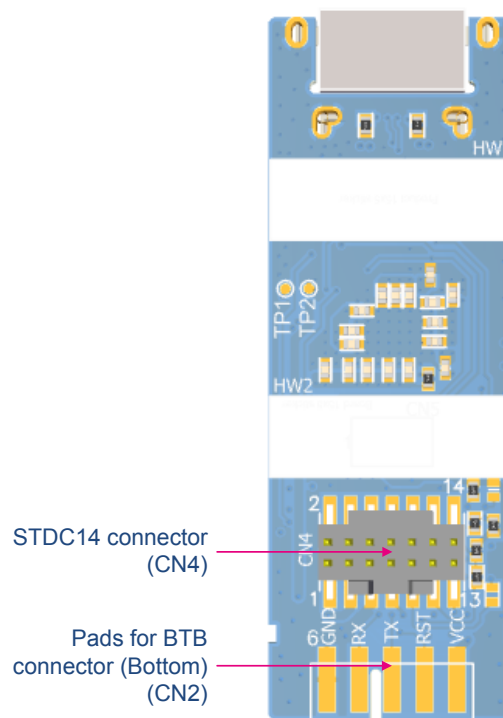 HW
TP1
TP2
HW2
14
2
CN4
1
13
STDC14 connector
(CN4)
6
GND
RX
TX
RST
VCC
Pads for BTB
connector (Bottom)
(CN2)